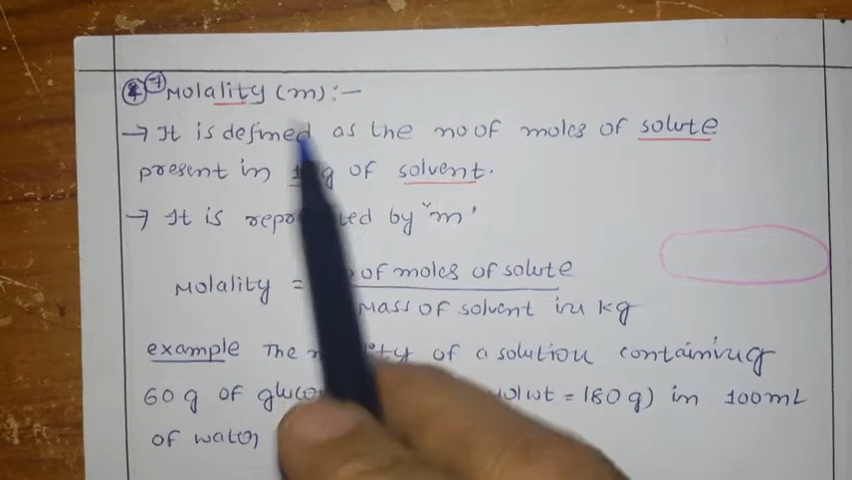 Molality (m):-
→ It is defined as the no of moles of solute
present in g of solvent.
→ It is by "m"
Molality = of moles of solute
Mass of solvent in kg
example The of a solution containing
60 g of wt = 180 g) in 100mL
of water